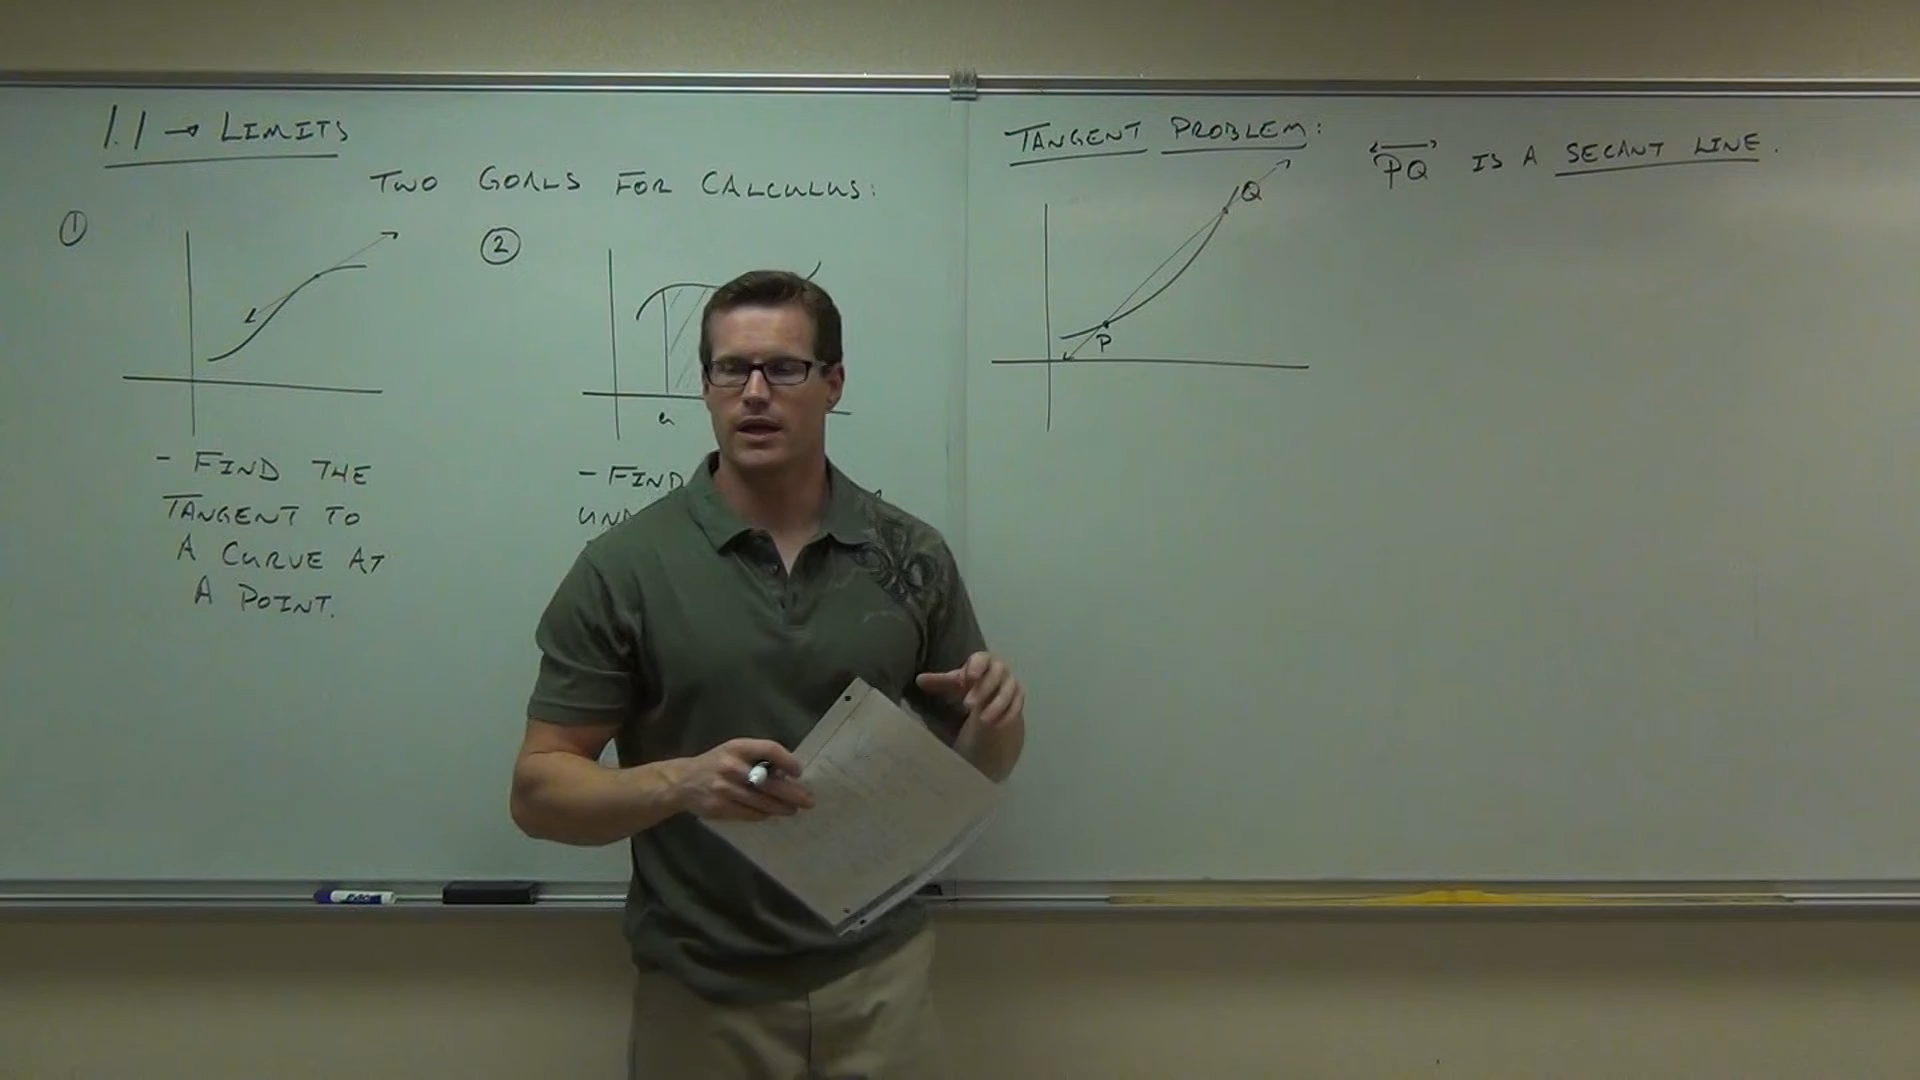 1.1 → LIMITS
TWO GOALS FOR CALCULUS:
①
②
a
- FIND THE
TANGENT TO
A CURVE AT
A POINT.
- FIND
TANGENT PROBLEM:
PQ IS A SECANT LINE.
Q
P
EXPO